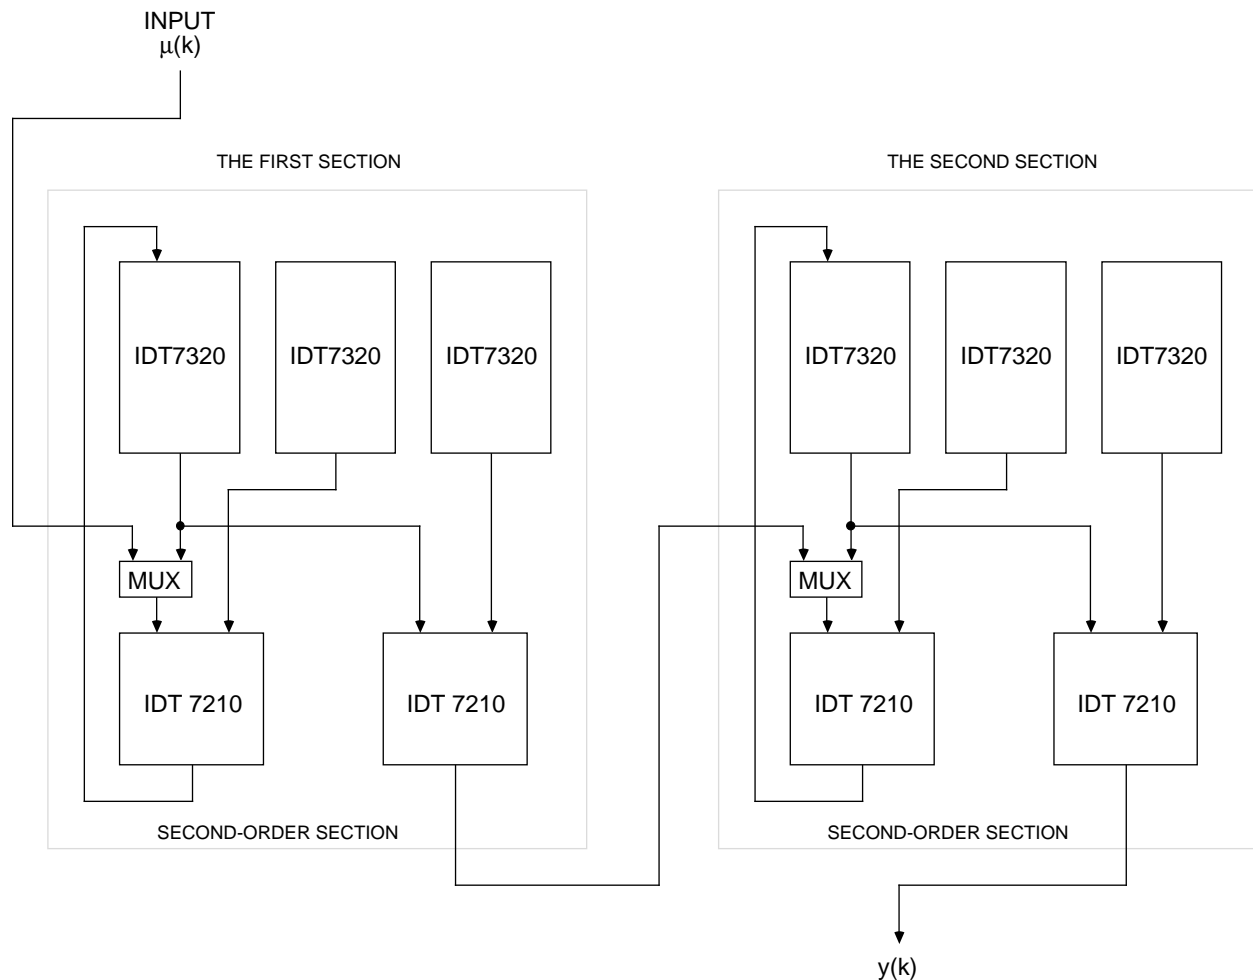 INPUT
μ(k)
THE FIRST SECTION
THE SECOND SECTION
IDT7320
IDT7320
IDT7320
IDT7320
IDT7320
IDT7320
MUX
MUX
IDT 7210
IDT 7210
IDT 7210
IDT 7210
SECOND-ORDER SECTION
SECOND-ORDER SECTION
y(k)